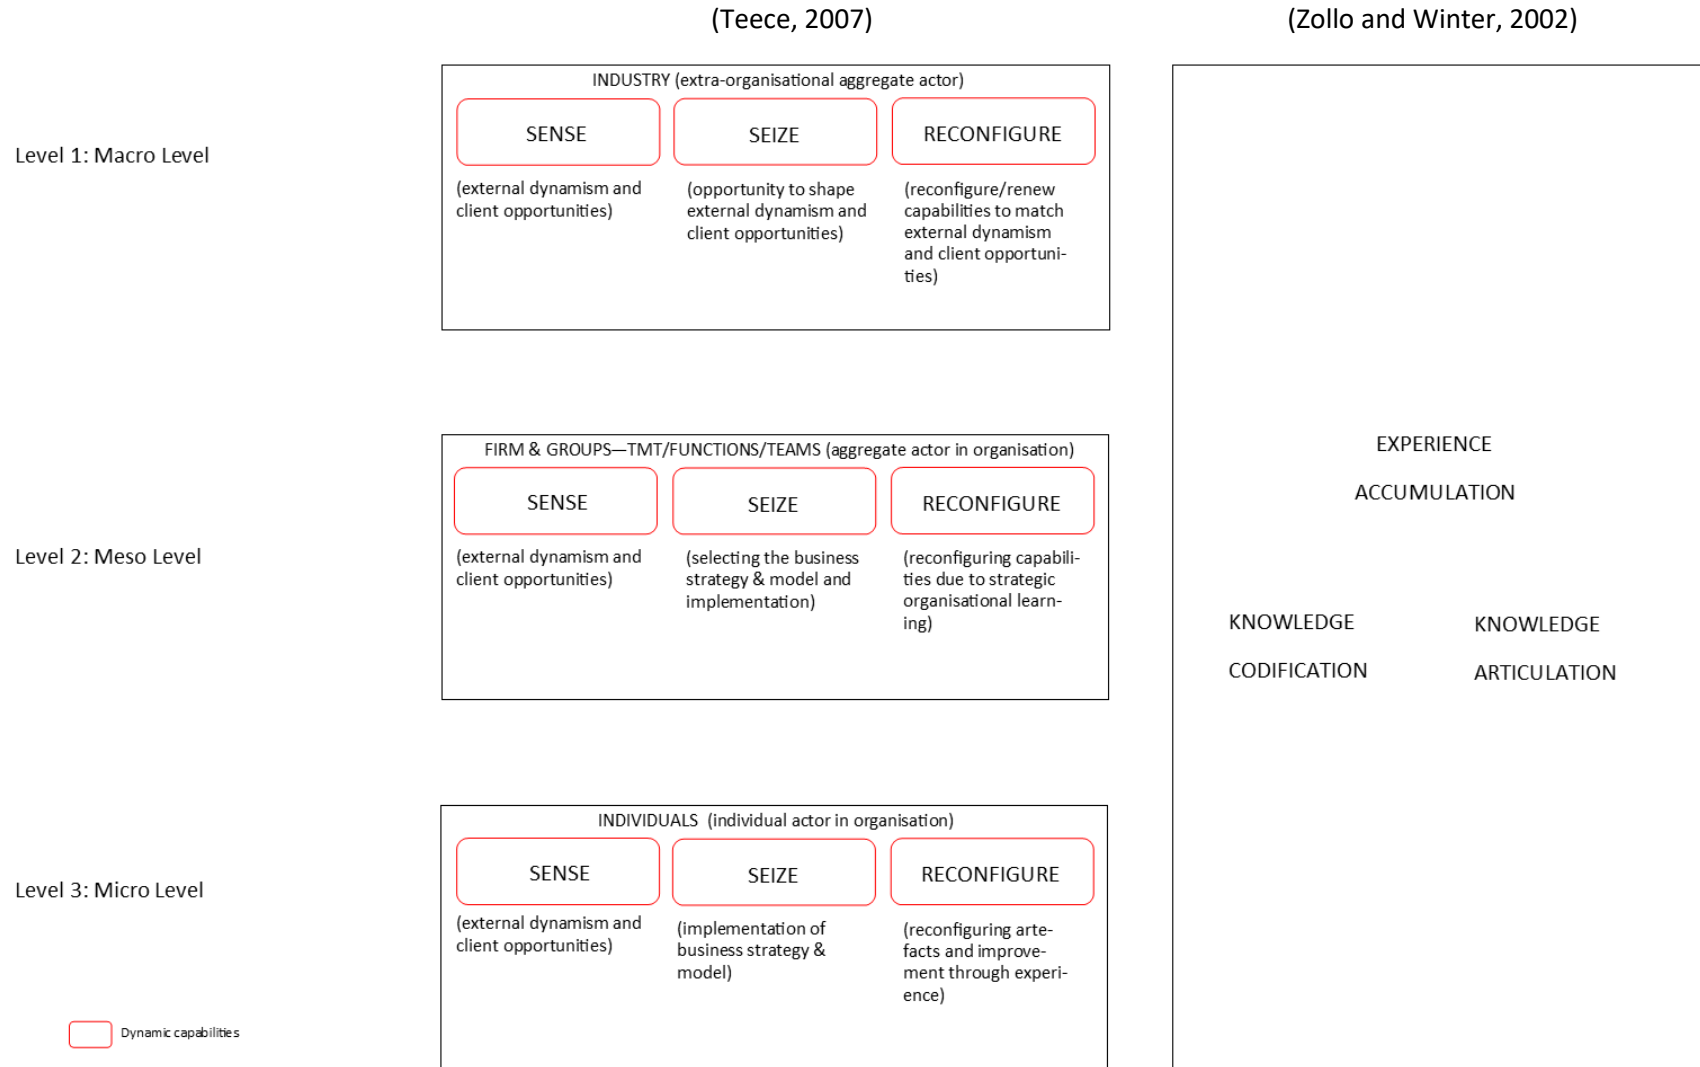 (Teece, 2007)
(Zollo and Winter, 2002)
Level 1: Macro Level
INDUSTRY (extra-organisational aggregate actor)
SENSE
SEIZE
RECONFIGURE
(external dynamism and
client opportunities)
(opportunity to shape
external dynamism and
client opportunities)
(reconfigure/renew
capabilities to match
external dynamism
and client opportuni-
ties)
Level 2: Meso Level
FIRM & GROUPS—TMT/FUNCTIONS/TEAMS (aggregate actor in organisation)
SENSE
SEIZE
RECONFIGURE
(external dynamism and
client opportunities)
(selecting the business
strategy & model and
implementation)
(reconfiguring capabili-
ties due to strategic
organisational learn-
ing)
Level 3: Micro Level
INDIVIDUALS (individual actor in organisation)
SENSE
SEIZE
RECONFIGURE
(external dynamism and
client opportunities)
(implementation of
business strategy &
model)
(reconfiguring arte-
facts and improve-
ment through experi-
ence)
EXPERIENCE
ACCUMULATION
KNOWLEDGE
CODIFICATION
KNOWLEDGE
ARTICULATION
Dynamic capabilities